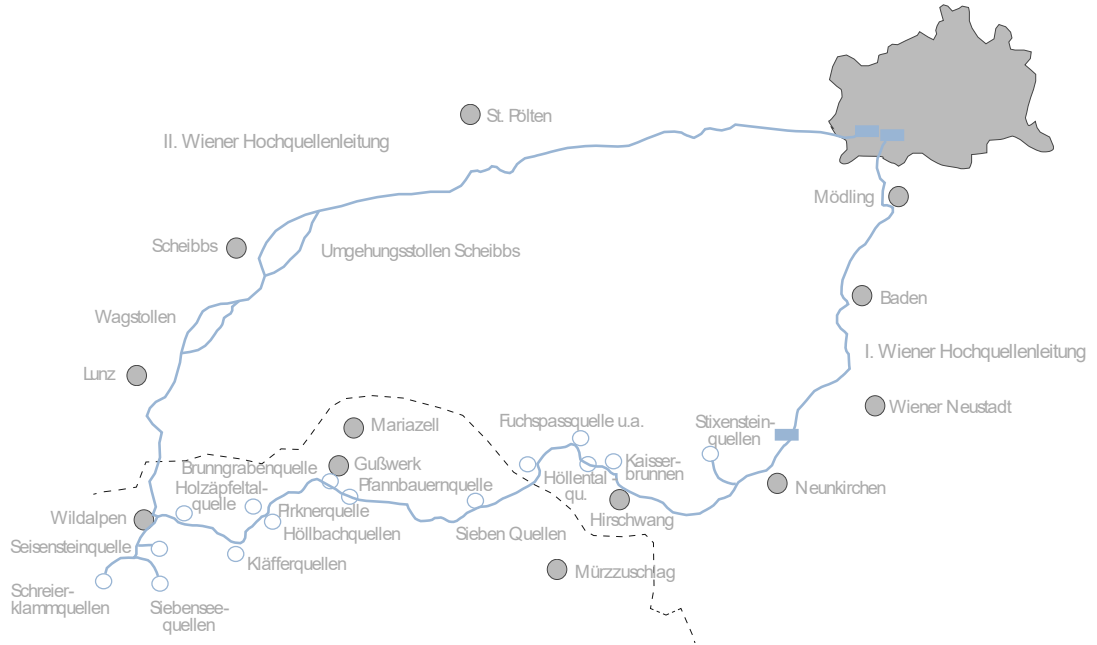 St. Pölten
II. Wiener Hochquellenleitung
Mödling
Scheibbs
Umgehungsstollen Scheibbs
Baden
Wagstollen
I. Wiener Hochquellenleitung
Lunz
Wiener Neustadt
Mariazell
Fuchspassquelle u.a.
Stixenstein-
quellen
Brunngrabenquelle
Gußwerk
Kaisser-
brunnen
Holzäpfeltal-
quelle
Pfannbauernquelle
Höllental -
qu.
Neunkirchen
Pirknerquelle
Wildalpen
Hirschwang
Höllbachquellen
Sieben Quellen
Seisensteinquelle
Kläfferquellen
Mürzzuschlag
Schreier-
klammquellen
Siebensee-
quellen